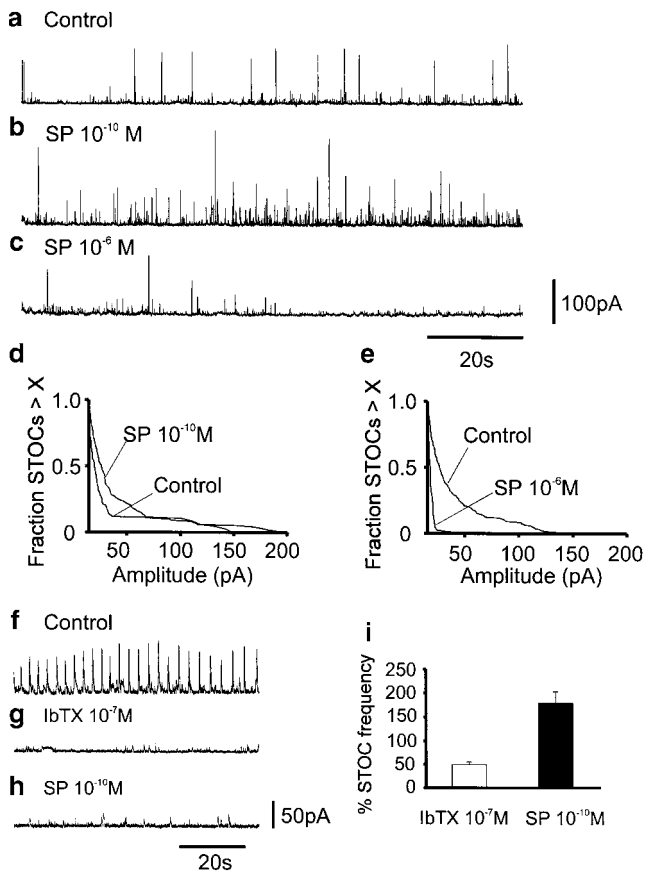 a Control
b SP 10⁻¹⁰ M
c SP 10⁻⁶ M
100pA
20s
d
Fraction STOCs > X
1.0
0.5
0
SP 10⁻¹⁰M
Control
50 100 150 200
Amplitude (pA)
e
Fraction STOCs > X
1.0
0.5
0
Control
SP 10⁻⁶M
50 100 150 200
Amplitude (pA)
f Control
g IbTX 10⁻⁷M
h SP 10⁻¹⁰M
50pA
20s
i
% STOC frequency
250
200
150
100
50
0
IbTX 10⁻⁷M SP 10⁻¹⁰M